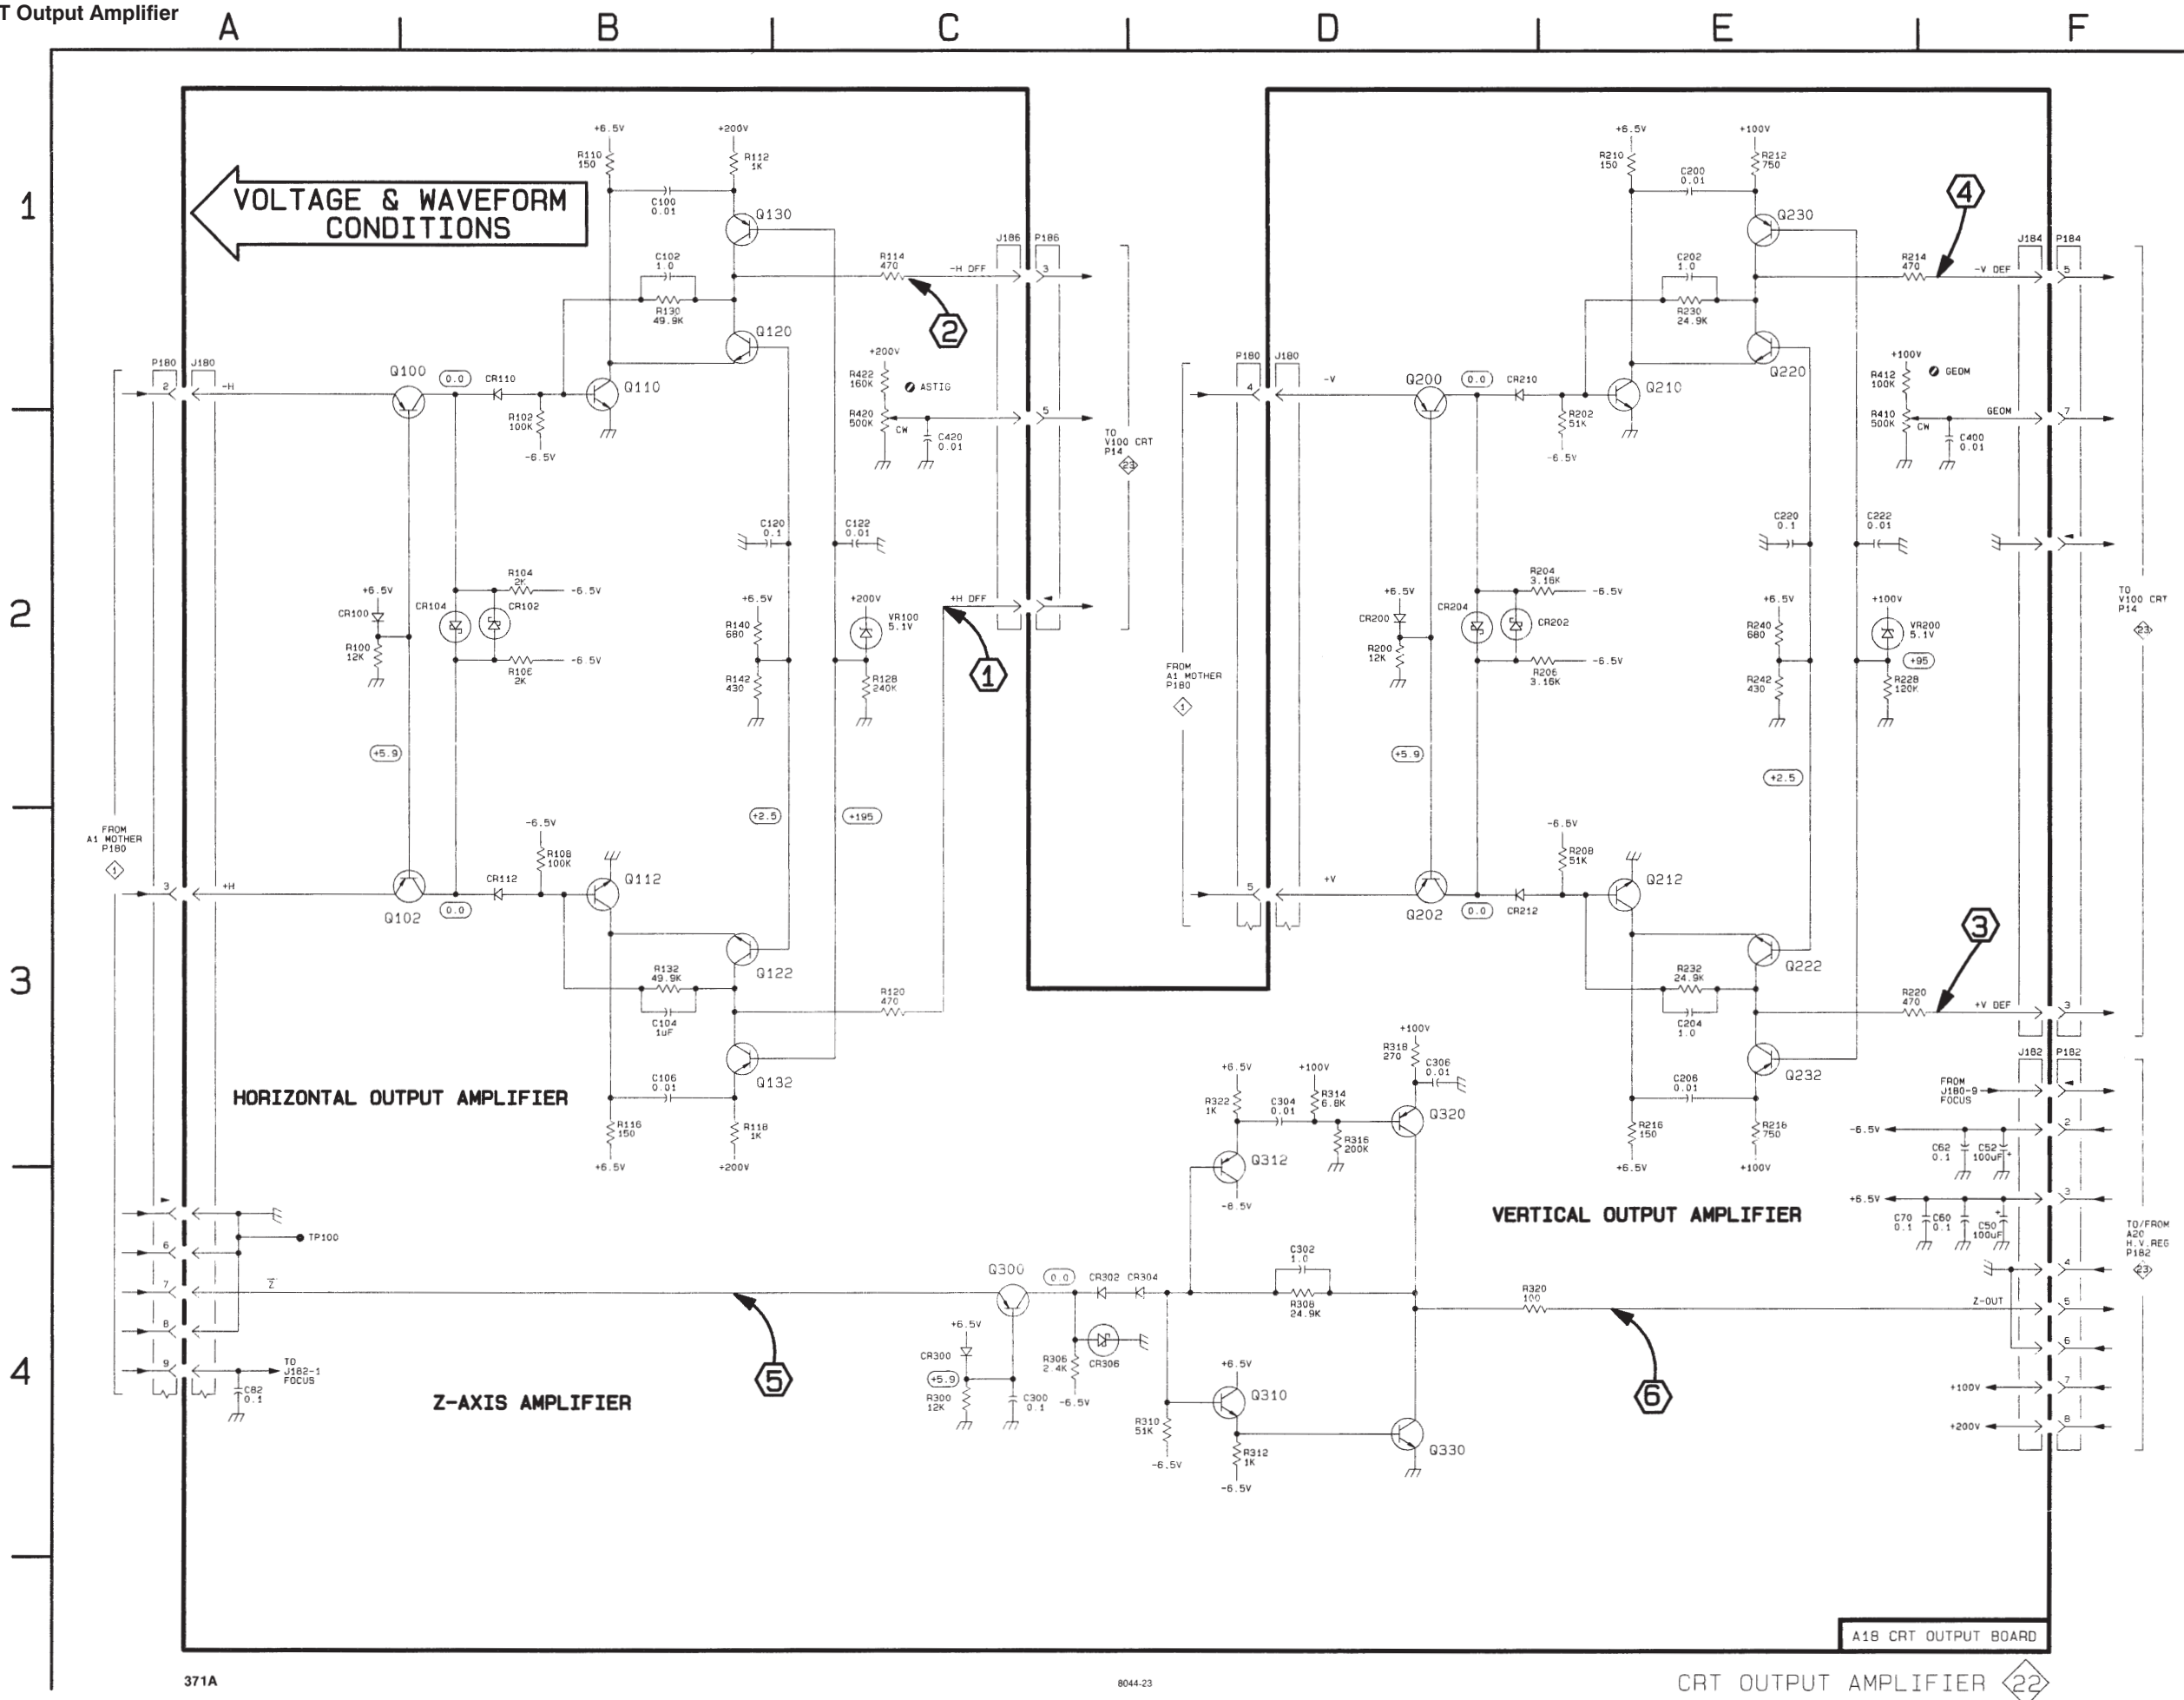 T Output Amplifier
A
B
C
D
E
F
1
2
3
4
VOLTAGE & WAVEFORM
CONDITIONS
+6.5V
R110
150
+200V
R112
1K
C100
0.01
Q130
C102
1.0
R130
49.9K
Q120
R114
470
-H DFF
J186
P186
3
2
P180
J180
2
-H
Q100
0.0
CR110
R102
100K
-6.5V
Q110
+200V
R422
160K
ASTIG
R420
500K
CW
C420
0.01
5
TO
V100 CRT
P14
23
C120
0.1
C122
0.01
+6.5V
CR100
R100
12K
CR104
R104
2K
-6.5V
CR102
-6.5V
R106
2K
+6.5V
R140
680
R142
430
+200V
VR100
5.1V
R128
240K
+H DFF
1
+5.9
+2.5
+195
FROM
A1 MOTHER
P180
1
3
+H
Q102
0.0
CR112
-6.5V
R108
100K
Q112
Q122
R132
49.9K
C104
1uF
R120
470
Q132
C106
0.01
R116
150
+6.5V
R118
1K
+200V
HORIZONTAL OUTPUT AMPLIFIER
+6.5V
R210
150
+100V
R212
750
C200
0.01
Q230
C202
1.0
R230
24.9K
Q220
R214
470
-V DEF
4
J184
P184
5
P180
J180
4
-V
Q200
0.0
CR210
R202
51K
-6.5V
Q210
+100V
R412
100K
GEOM
R410
500K
CW
C400
0.01
GEOM
7
C220
0.1
C222
0.01
+6.5V
CR200
R200
12K
CR204
R204
3.16K
-6.5V
CR202
-6.5V
R206
3.16K
+6.5V
R240
680
R242
430
+100V
VR200
5.1V
+95
R228
120K
TO
V100 CRT
P14
23
FROM
A1 MOTHER
P180
1
+5.9
+2.5
5
+V
Q202
0.0
CR212
-6.5V
R208
51K
Q212
Q222
R232
24.9K
C204
1.0
R220
470
+V DEF
3
3
Q232
C206
0.01
R216
150
+6.5V
R218
750
+100V
VERTICAL OUTPUT AMPLIFIER
J182
P182
FROM
J180-9
FOCUS
-6.5V
2
C62
0.1
C52
100uF
+
+6.5V
3
C70
0.1
C60
0.1
C50
100uF
+
4
Z-OUT
5
6
+100V
7
+200V
8
TO/FROM
A20
H.V.REG
P182
23
TP100
6
7
Z
8
9
TO
J182-1
FOCUS
C82
0.1
Z-AXIS AMPLIFIER
5
Q300
0.0
CR302
CR304
+6.5V
CR300
+5.9
R300
12K
C300
0.1
R306
2.4K
-6.5V
CR306
+6.5V
R322
1K
C304
0.01
+100V
R314
6.8K
R316
200K
+100V
R318
270
C306
0.01
Q320
Q312
C302
1.0
R308
24.9K
R320
100
6
+6.5V
Q310
R310
51K
-6.5V
R312
1K
-6.5V
Q330
A18 CRT OUTPUT BOARD
371A
8044-23
CRT OUTPUT AMPLIFIER
22